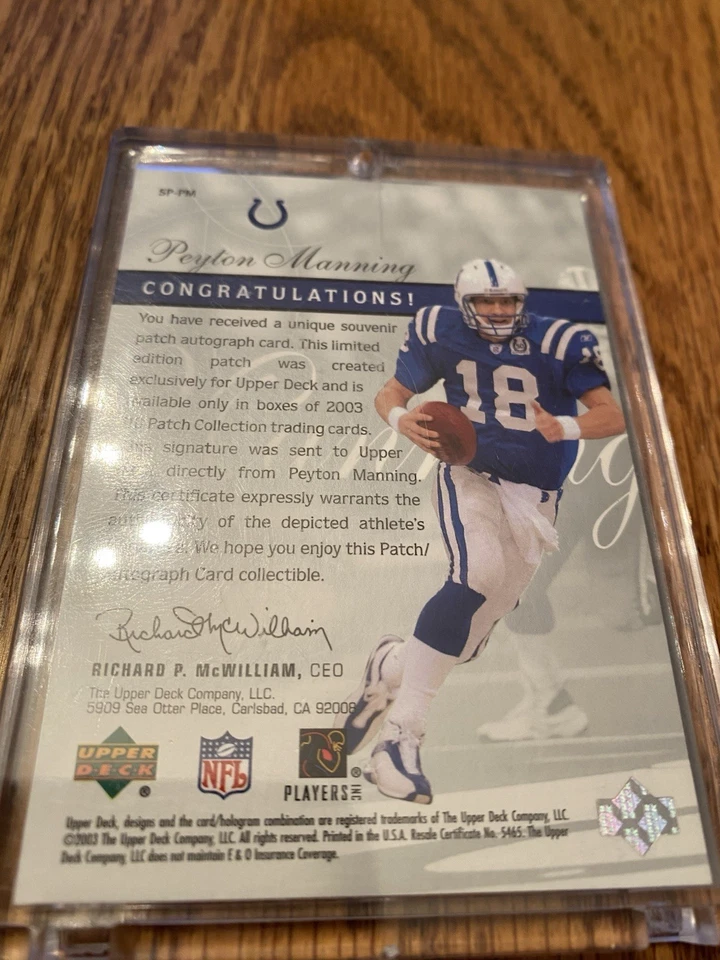 SP-PM
Peyton Manning
CONGRATULATIONS!
You have received a unique souvenir
patch autograph card. This limited
edition patch was created
exclusively for Upper Deck and is
available only in boxes of 2003
Patch Collection trading cards.
signature was sent to Upper
directly from Peyton Manning.
This certificate expressly warrants the
of the depicted athlete's
We hope you enjoy this Patch/
Autograph Card collectible.
18
18
Richard P. McWilliam
RICHARD P. McWILLIAM, CEO
The Upper Deck Company, LLC.
5909 Sea Otter Place, Carlsbad, CA 92008
UPPER
DECK
®
NFL
PLAYERS INC
®
Upper Deck, designs and the card/hologram combination are registered trademarks of The Upper Deck Company, LLC.
©2003 The Upper Deck Company, LLC. All rights reserved. Printed in the U.S.A. Resale Certificate No. 5465. The Upper
Deck Company, LLC does not maintain E & O Insurance Coverage.